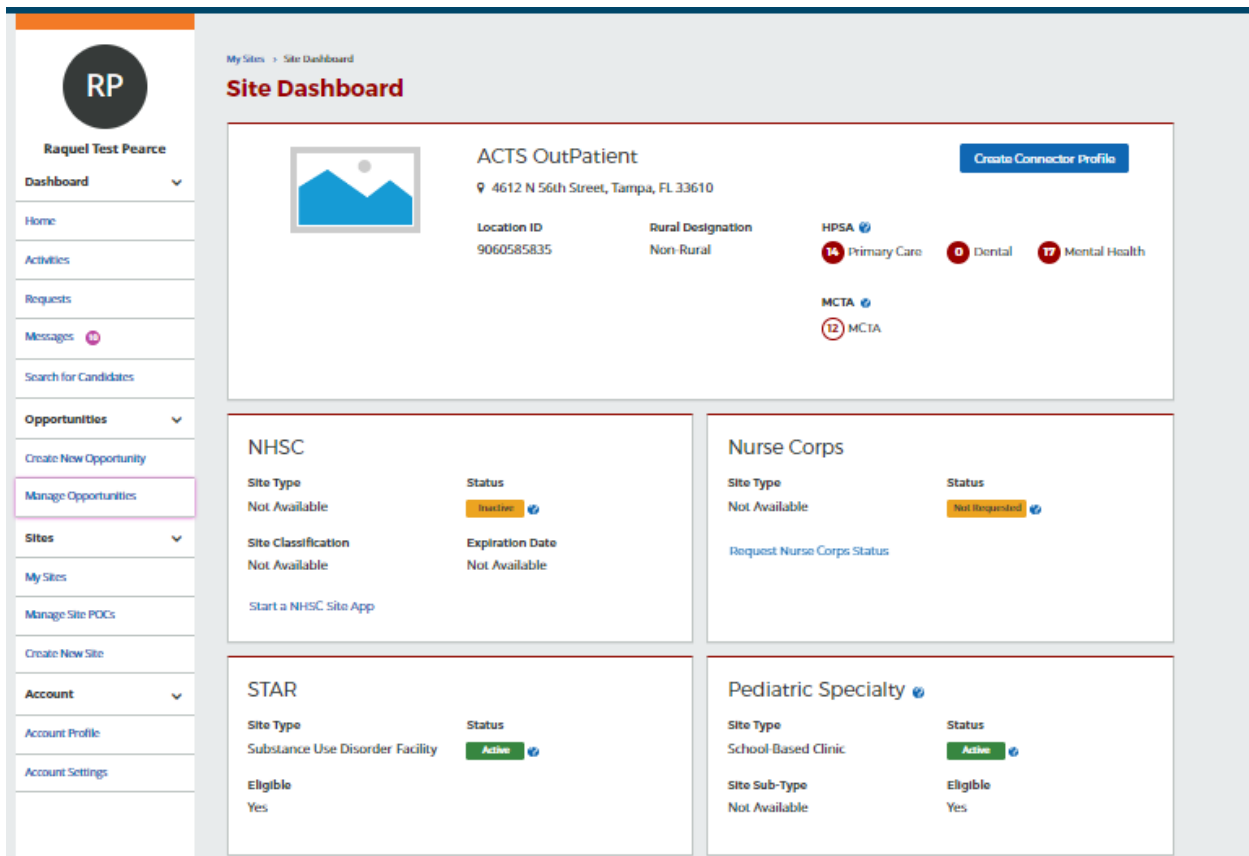 RP
Raquel Test Pearce
Dashboard
Home
Activities
Requests
Messages 10
Search for Candidates
Opportunities
Create New Opportunity
Manage Opportunities
Sites
My Sites
Manage Site POCs
Create New Site
Account
Account Profile
Account Settings
My Sites > Site Dashboard
Site Dashboard
ACTS OutPatient
Create Connector Profile
4612 N 56th Street, Tampa, FL 33610
Location ID
9060585835
Rural Designation
Non-Rural
HPSA ?
14 Primary Care 0 Dental 17 Mental Health
MCTA ?
12 MCTA
NHSC
Site Type
Not Available
Status
Inactive ?
Site Classification
Not Available
Expiration Date
Not Available
Start a NHSC Site App
Nurse Corps
Site Type
Not Available
Status
Not Requested ?
Request Nurse Corps Status
STAR
Site Type
Substance Use Disorder Facility
Status
Active ?
Eligible
Yes
Pediatric Specialty ?
Site Type
School-Based Clinic
Status
Active ?
Site Sub-Type
Not Available
Eligible
Yes